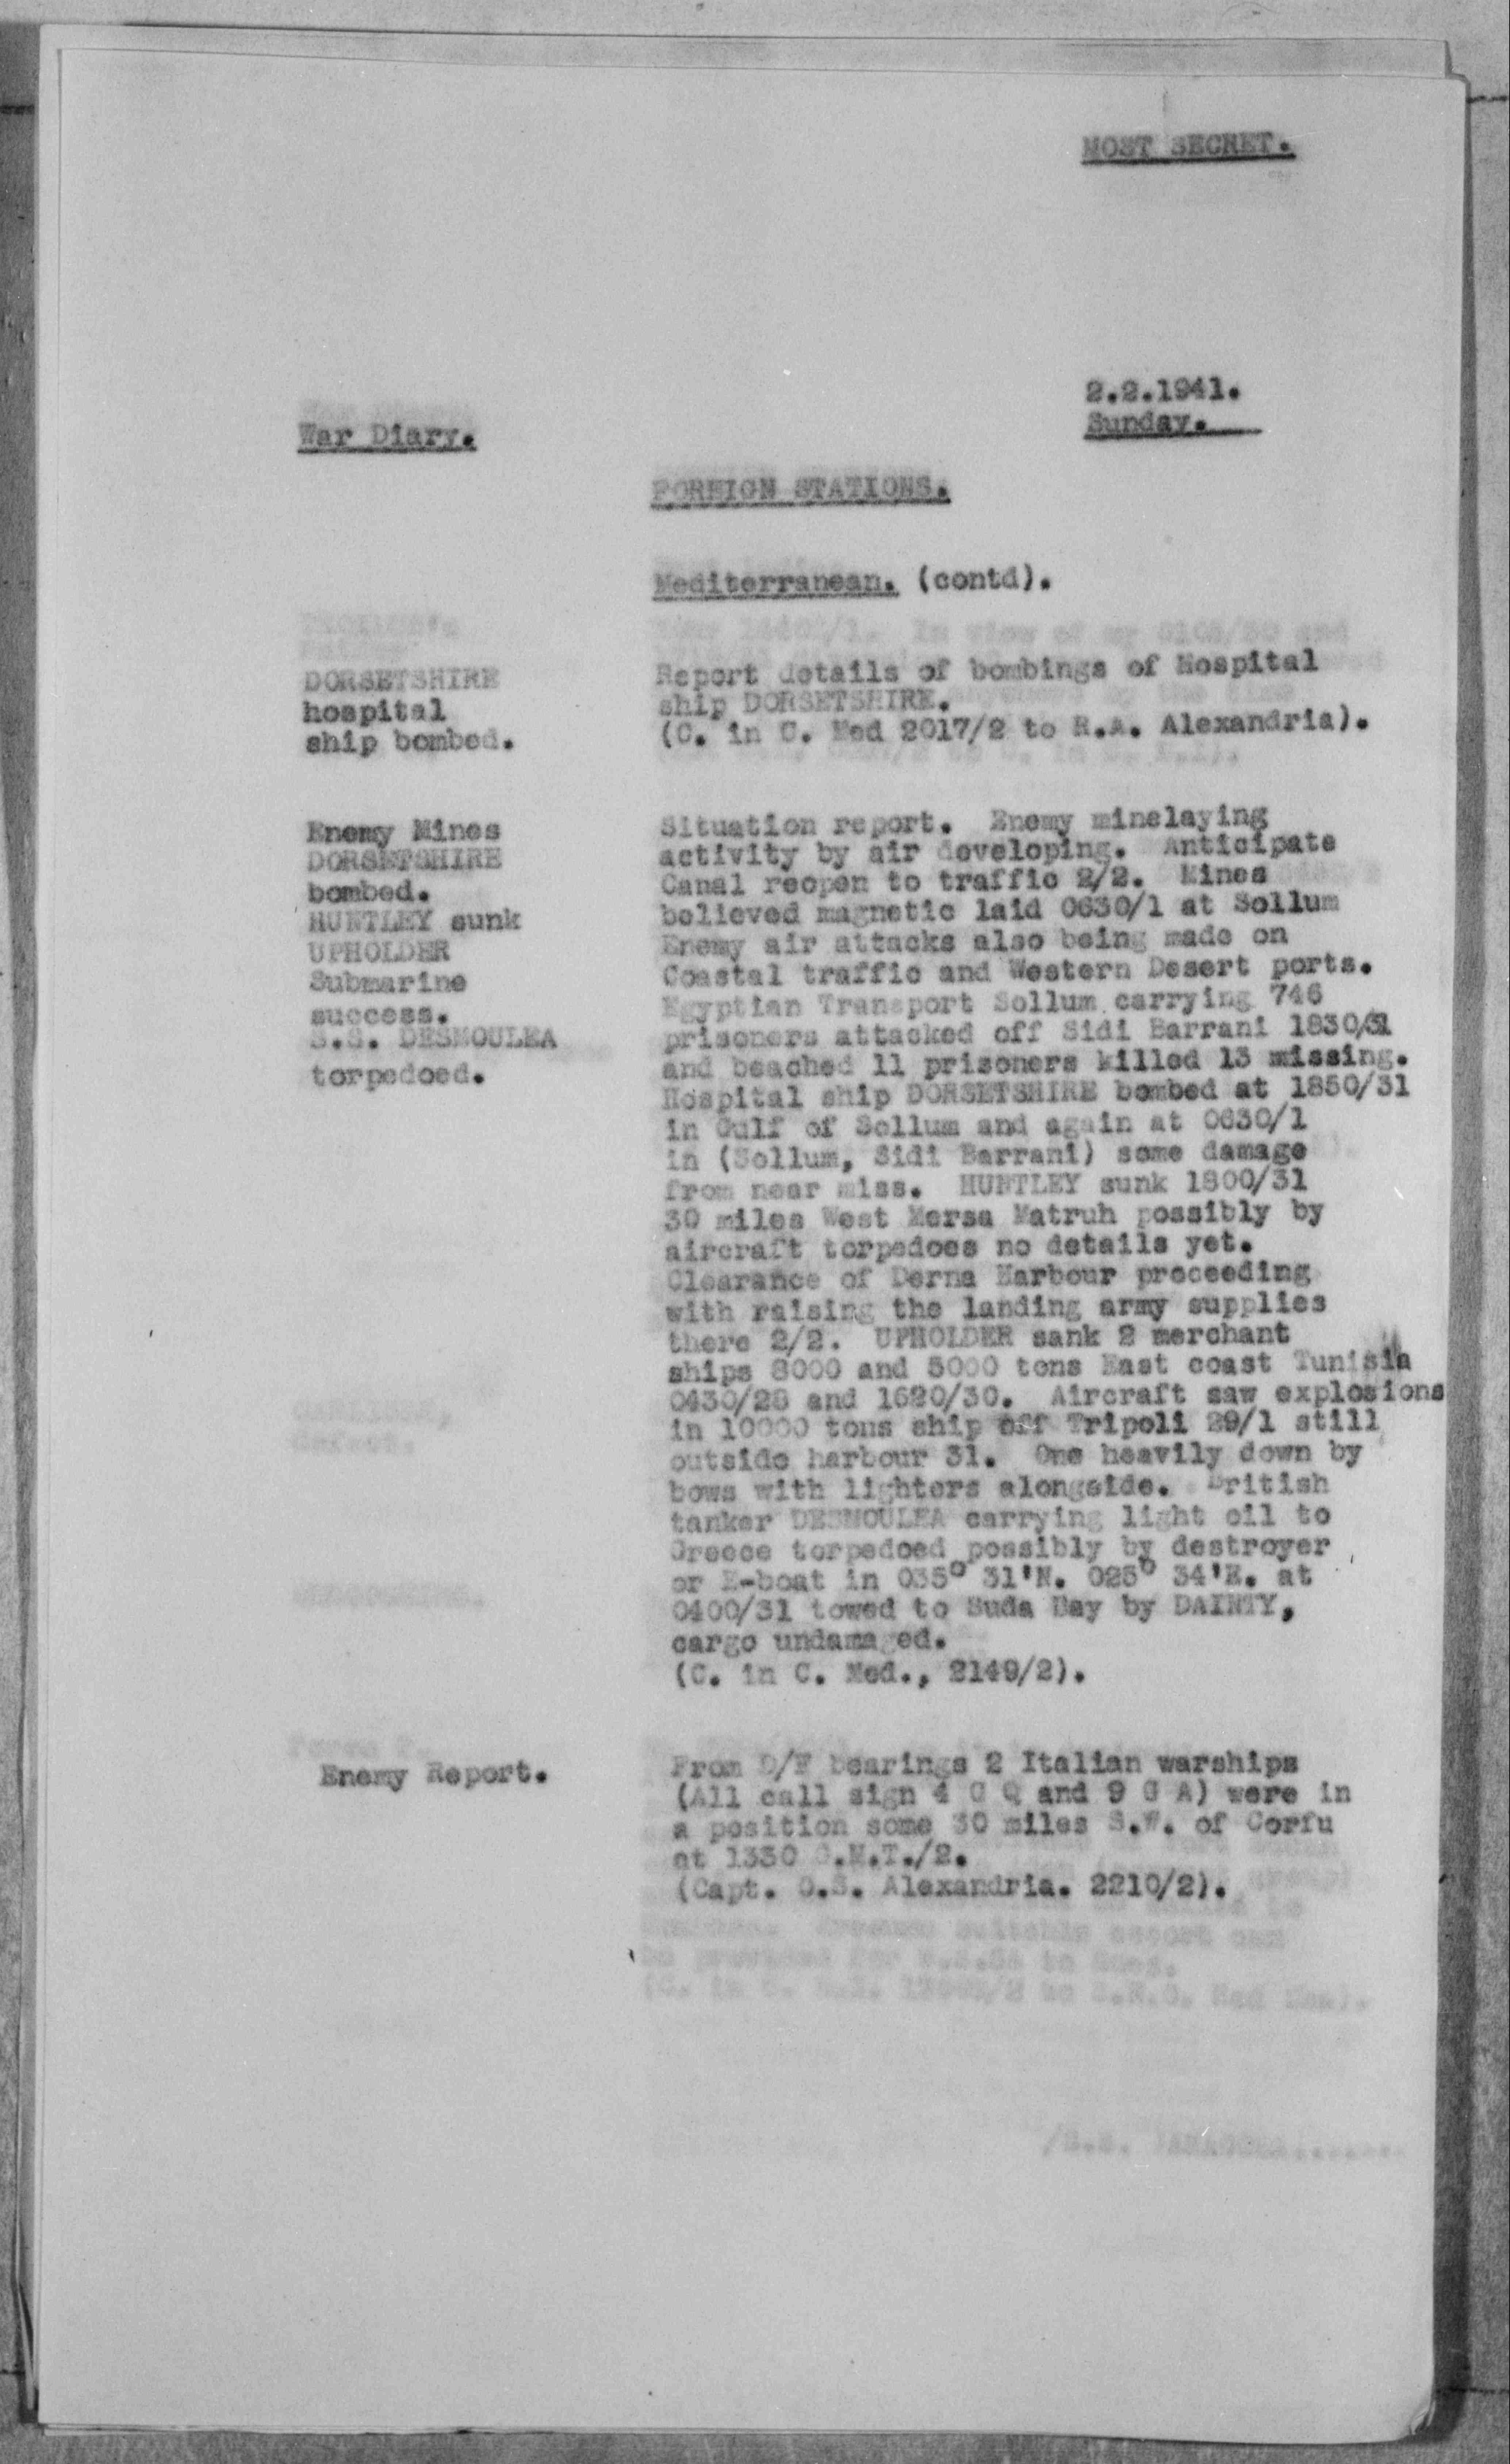 MOST SECRET.
2.2.1941.
Sunday.
War Diary.
FOREIGN STATIONS.
Mediterranean. (contd).
DORSETSHIRE
hospital
ship bombed.
Report details of bombings of Hospital
ship DORSETSHIRE.
(C. in C. Med 2017/2 to R.A. Alexandria).
Enemy Mines
DORSETSHIRE
bombed.
HUNTLEY sunk
UPHOLDER
Submarine
success.
S.S. DESMOULEA
torpedoed.
Situation report. Enemy minelaying
activity by air developing. Anticipate
Canal reopen to traffic 2/2. Mines
believed magnetic laid 0630/1 at Sollum
Enemy air attacks also being made on
Coastal traffic and Western Desert ports.
Egyptian Transport Sollum carrying 746
prisoners attacked off Sidi Barrani 1830/31
and beached 11 prisoners killed 13 missing.
Hospital ship DORSETSHIRE bombed at 1850/31
in Gulf of Sollum and again at 0630/1
in (Sollum, Sidi Barrani) some damage
from near miss. HUNTLEY sunk 1800/31
30 miles West Mersa Matruh possibly by
aircraft torpedoes no details yet.
Clearance of Derna Harbour proceeding
with raising the landing army supplies
there 2/2. UPHOLDER sank 2 merchant
ships 8000 and 5000 tons East coast Tunisia
0430/28 and 1620/30. Aircraft saw explosions
in 10000 tons ship off Tripoli 29/1 still
outside harbour 31. One heavily down by
bows with lighters alongside. British
tanker DESMOULEA carrying light oil to
Greece torpedoed possibly by destroyer
or E-boat in 035° 31'N. 025° 34'E. at
0400/31 towed to Suda Bay by DAINTY,
cargo undamaged.
(C. in C. Med., 2149/2).
Enemy Report.
From D/F bearings 2 Italian warships
(All call sign 4 G Q and 9 G A) were in
a position some 30 miles S.W. of Corfu
at 1330 G.M.T./2.
(Capt. O.S. Alexandria. 2210/2).